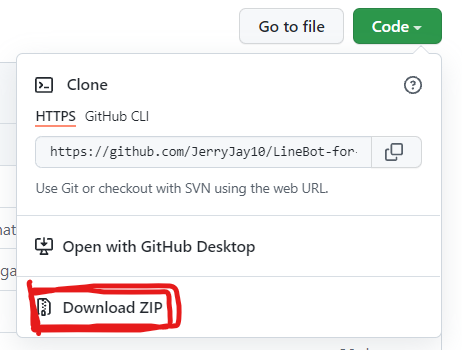 Go to file
Code
Clone
HTTPS
GitHub CLI
https://github.com/JerryJay10/LineBot-for-
Use Git or checkout with SVN using the web URL.
Open with GitHub Desktop
Download ZIP